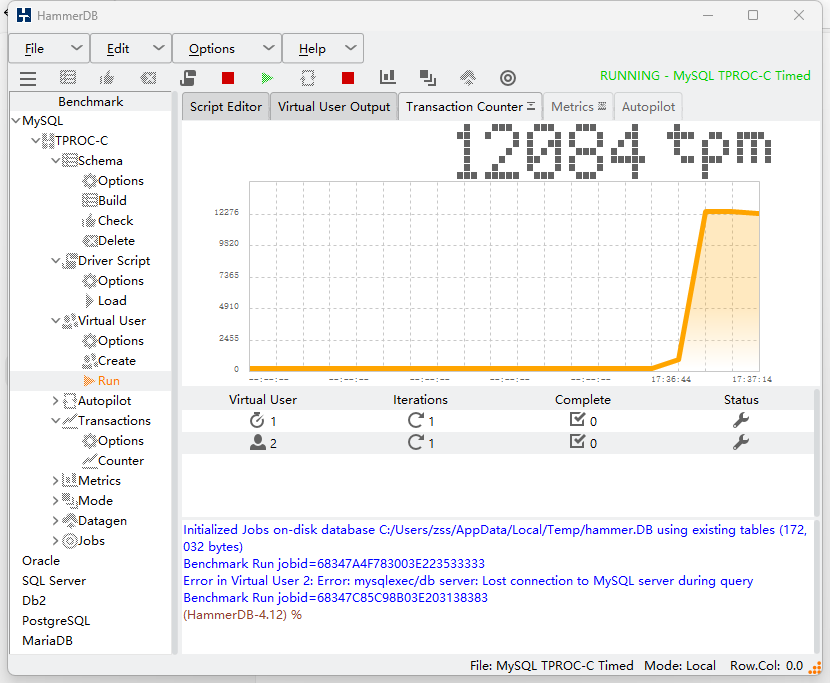 HammerDB
File Edit Options Help
RUNNING - MySQL TPROC-C Timed
Benchmark
MySQL
TPROC-C
Schema
Options
Build
Check
Delete
Driver Script
Options
Load
Virtual User
Options
Create
Run
Autopilot
Transactions
Options
Counter
Metrics
Mode
Datagen
Jobs
Oracle
SQL Server
Db2
PostgreSQL
MariaDB
Script Editor Virtual User Output Transaction Counter Metrics Autopilot
12084 tpm
12276
9820
7365
4910
2455
0
--:--:-- --:--:-- --:--:-- --:--:-- --:--:-- 17:36:44 17:37:14
Virtual User Iterations Complete Status
1 1 0
2 1 0
Initialized Jobs on-disk database C:/Users/zss/AppData/Local/Temp/hammer.DB using existing tables (172,
032 bytes)
Benchmark Run jobid=68347A4F783003E223533333
Error in Virtual User 2: Error: mysqlexec/db server: Lost connection to MySQL server during query
Benchmark Run jobid=68347C85C98B03E203138383
(HammerDB-4.12) %
File: MySQL TPROC-C Timed Mode: Local Row.Col: 0.0